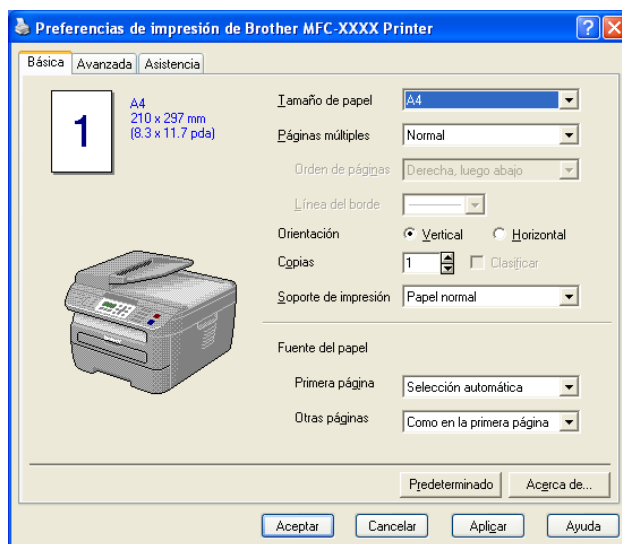 Preferencias de impresión de Brother MFC-XXXX Printer
Básica Avanzada Asistencia
1
A4
210 x 297 mm
(8.3 x 11.7 pda)
Tamaño de papel A4
Páginas múltiples Normal
Orden de páginas Derecha, luego abajo
Línea del borde
Orientación Vertical Horizontal
Copias 1 Clasificar
Soporte de impresión Papel normal
Fuente del papel
Primera página Selección automática
Otras páginas Como en la primera página
Predeterminado Acerca de...
Aceptar Cancelar Aplicar Ayuda